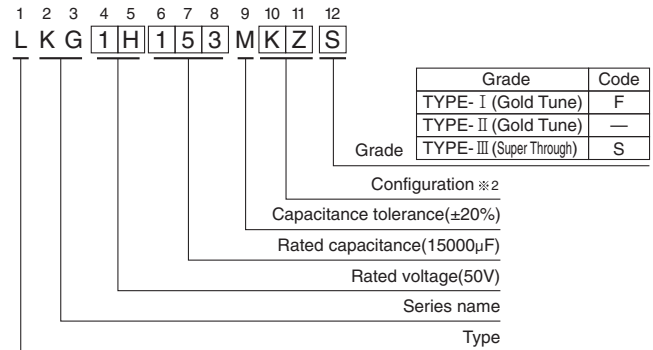 1 2 3 4 5 6 7 8 9 10 11 12
L K G 1 H 1 5 3 M K Z S
Grade Code
TYPE-Ⅰ (Gold Tune) F
TYPE-Ⅱ (Gold Tune) —
TYPE-Ⅲ (Super Through) S
Grade
Configuration ※2
Capacitance tolerance(±20%)
Rated capacitance(15000µF)
Rated voltage(50V)
Series name
Type